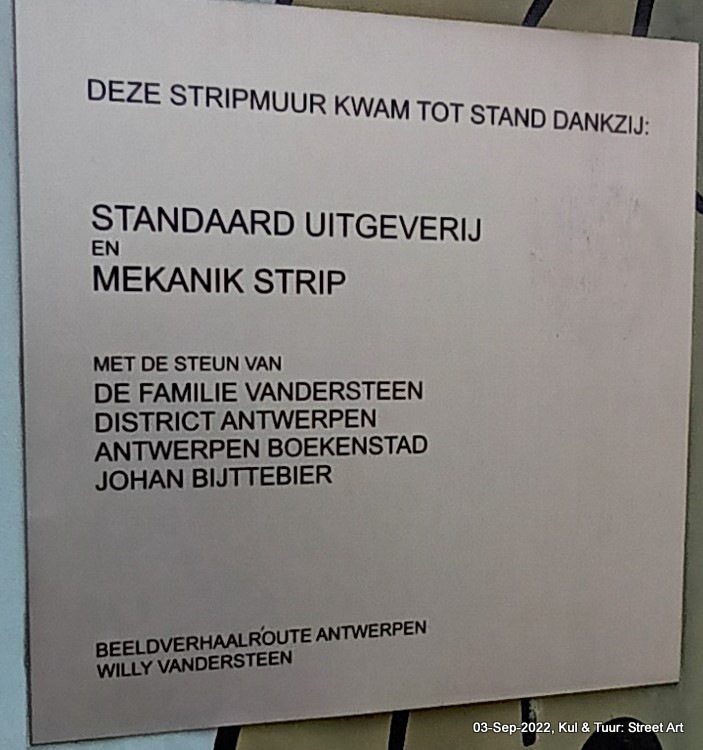 DEZE STRIPMUUR KWAM TOT STAND DANKZIJ:
STANDAARD UITGEVERIJ
EN
MEKANIK STRIP
MET DE STEUN VAN
DE FAMILIE VANDERSTEEN
DISTRICT ANTWERPEN
ANTWERPEN BOEKENSTAD
JOHAN BIJTTEBIER
BEELDVERHAALROUTE ANTWERPEN
WILLY VANDERSTEEN
03-Sep-2022, Kul & Tuur: Street Art